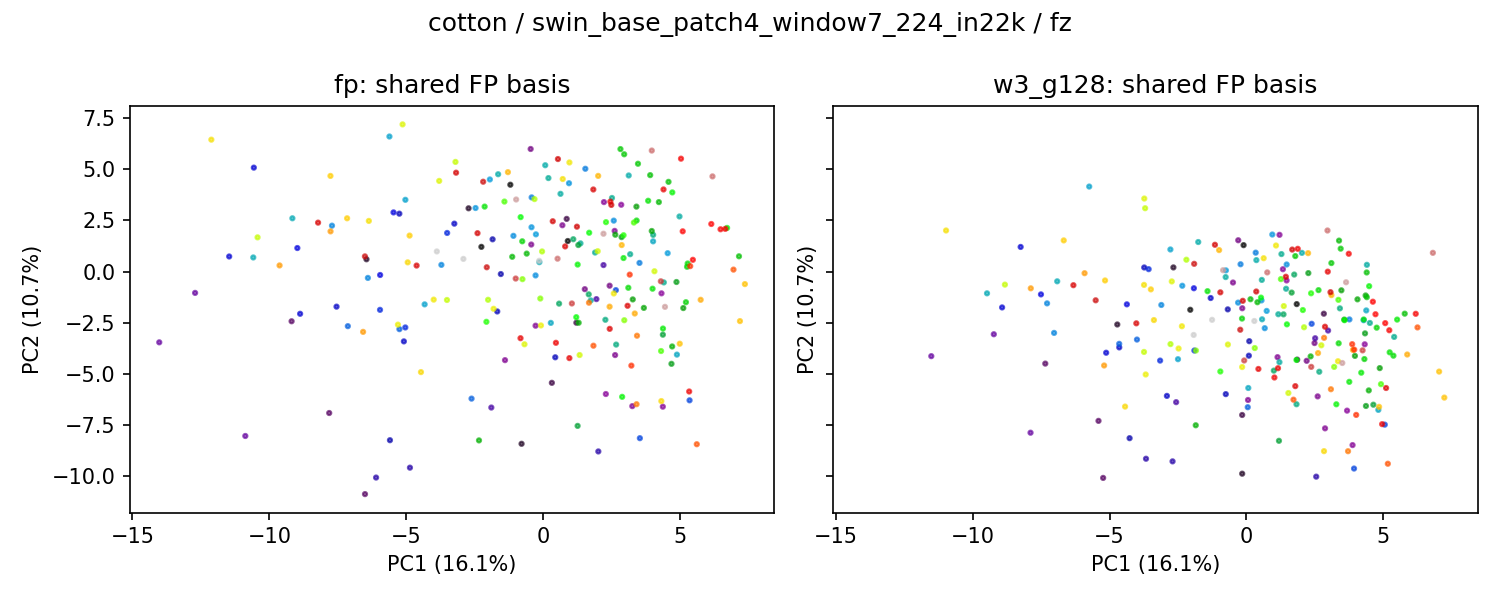 cotton / swin_base_patch4_window7_224_in22k / fz
fp: shared FP basis
w3_g128: shared FP basis
7.5
5.0
2.5
0.0
−2.5
−5.0
−7.5
−10.0
PC2 (10.7%)
PC2 (10.7%)
−15
−10
−5
0
5
−15
−10
−5
0
5
PC1 (16.1%)
PC1 (16.1%)